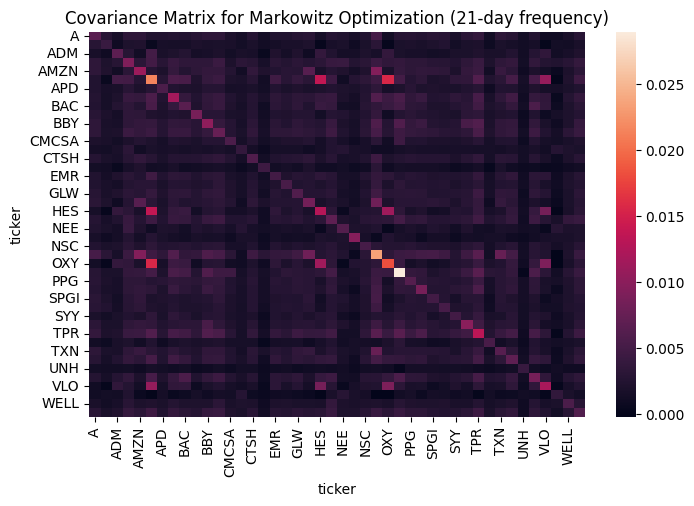 Covariance Matrix for Markowitz Optimization (21-day frequency)
ticker
A
ADM
AMZN
APD
BAC
BBY
CMCSA
CTSH
EMR
GLW
HES
NEE
NSC
OXY
PPG
SPGI
SYY
TPR
TXN
UNH
VLO
WELL
A
ADM
AMZN
APD
BAC
BBY
CMCSA
CTSH
EMR
GLW
HES
NEE
NSC
OXY
PPG
SPGI
SYY
TPR
TXN
UNH
VLO
WELL
ticker
0.025
0.020
0.015
0.010
0.005
0.000